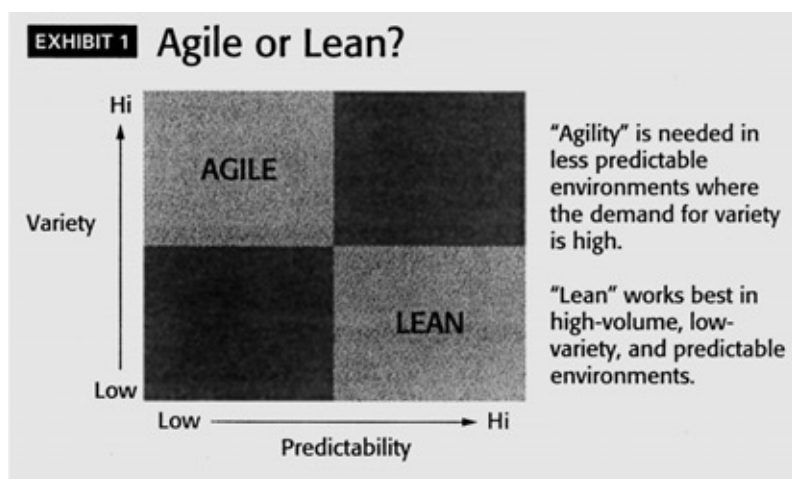 EXHIBIT 1 Agile or Lean?
Hi
AGILE
Variety
LEAN
Low
Low Hi
Predictability
“Agility” is needed in
less predictable
environments where
the demand for variety
is high.
“Lean” works best in
high-volume, low-
variety, and predictable
environments.